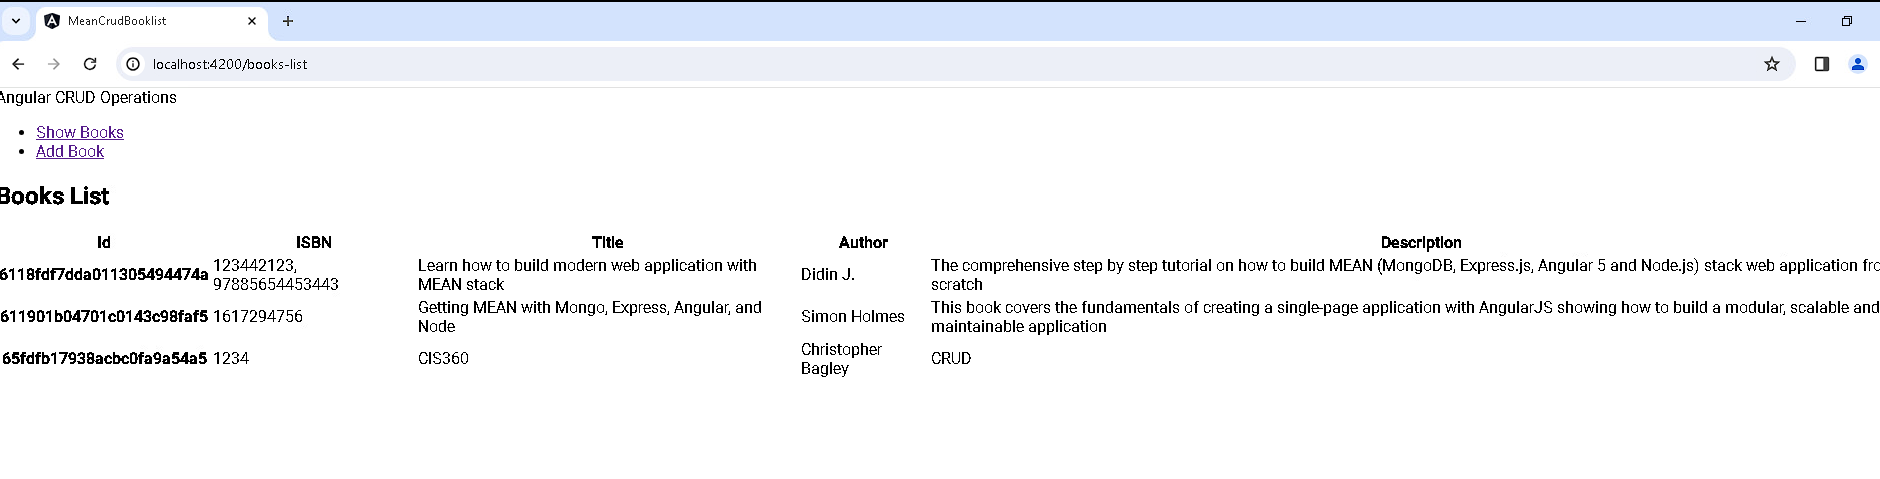 MeanCrudBooklist
localhost:4200/books-list
Angular CRUD Operations
Show Books
Add Book
Books List
Id ISBN Title Author Description
6118fdf7dda011305494474a 123442123, 97885654453443 Learn how to build modern web application with MEAN stack Didin J. The comprehensive step by step tutorial on how to build MEAN (MongoDB, Express.js, Angular 5 and Node.js) stack web application scratch
611901b04701c0143c98faf5 1617294756 Getting MEAN with Mongo, Express, Angular, and Node Simon Holmes This book covers the fundamentals of creating a single-page application with AngularJS showing how to build a modular, scalable and maintainable application
65fdfb17938acbc0fa9a54a5 1234 CIS360 Christopher Bagley CRUD